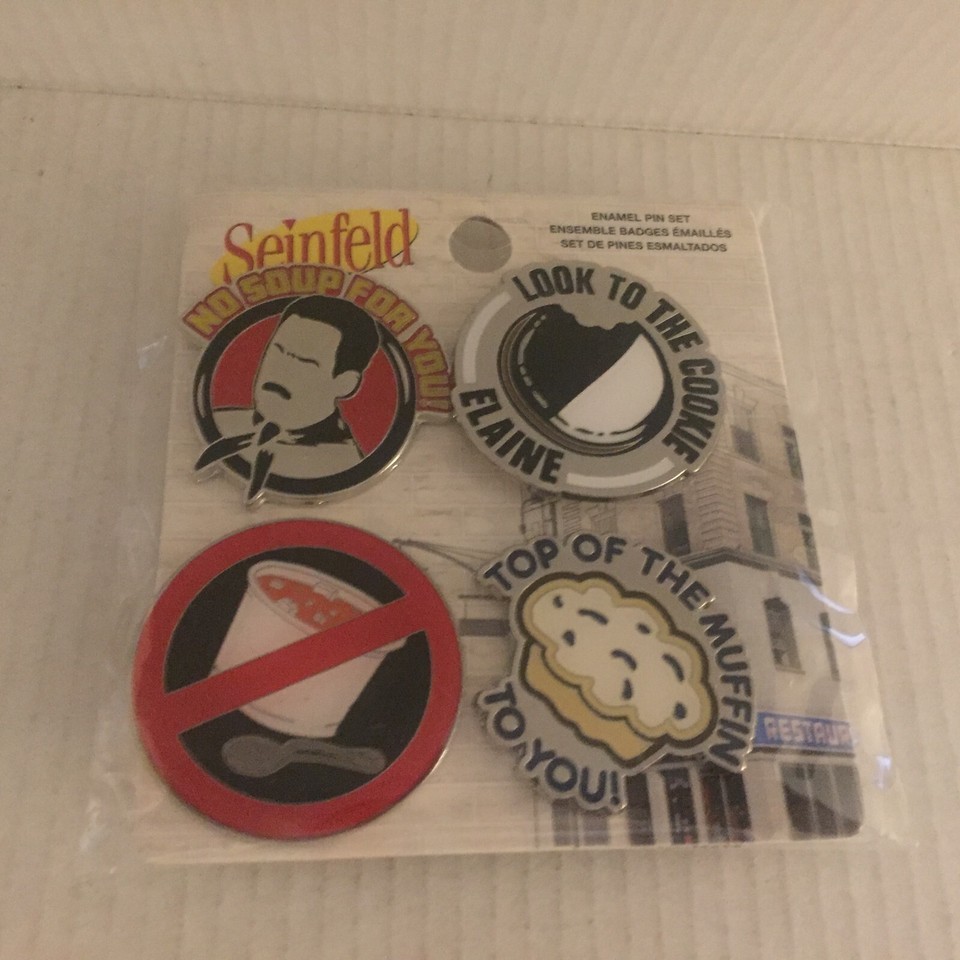 Seinfeld
ENAMEL PIN SET
ENSEMBLE BADGES ÉMAILLÉS
SET DE PINES ESMALTADOS
NO SOUP FOR YOU!
LOOK TO THE COOKIE
ELAINE
TOP OF THE MUFFIN
TO YOU!
RESTAUR